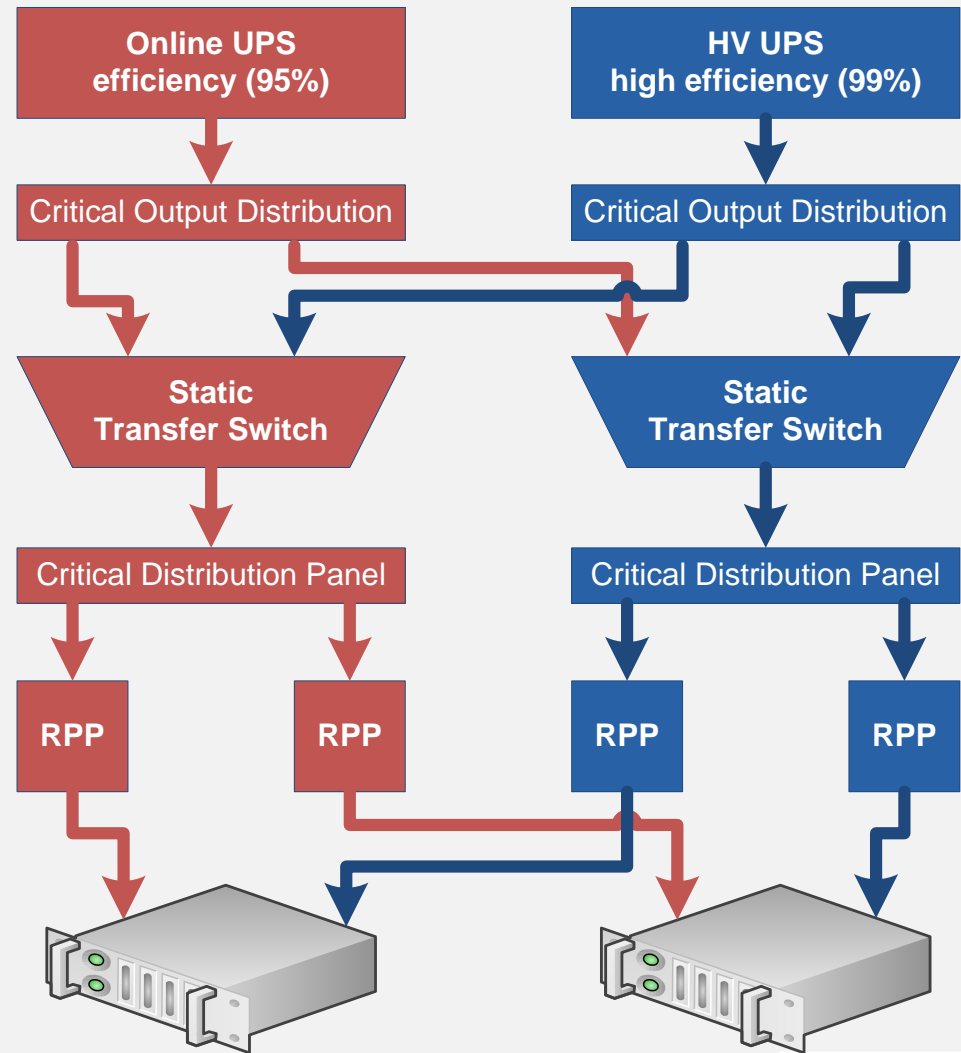 Online UPS
efficiency (95%)
HV UPS
high efficiency (99%)
Critical Output Distribution
Critical Output Distribution
Static
Transfer Switch
Static
Transfer Switch
Critical Distribution Panel
Critical Distribution Panel
RPP
RPP
RPP
RPP